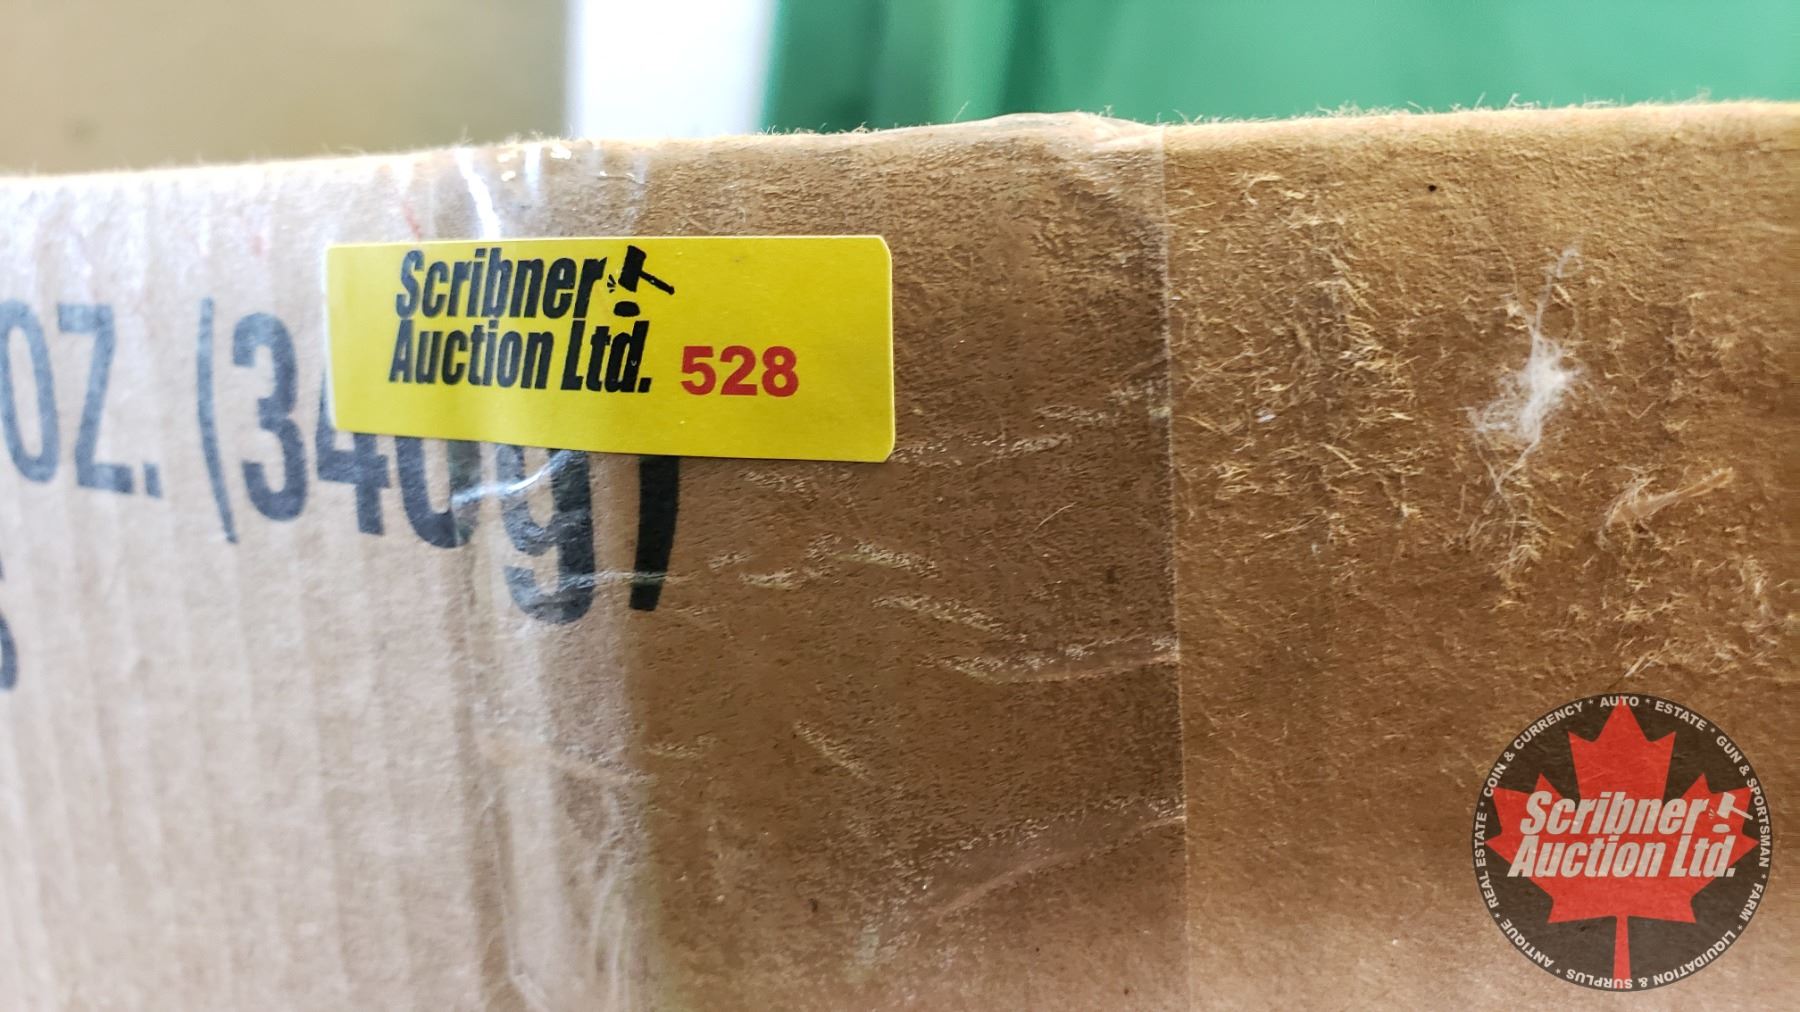 Scribner
Auction Ltd. 528
OZ. (340g)
Scribner
Auction Ltd.
ANTIQUE * REAL ESTATE * COIN & CURRENCY * AUTO * ESTATE * GUN & SPORTSMAN * FARM * LIQUIDATION & SURPLUS *